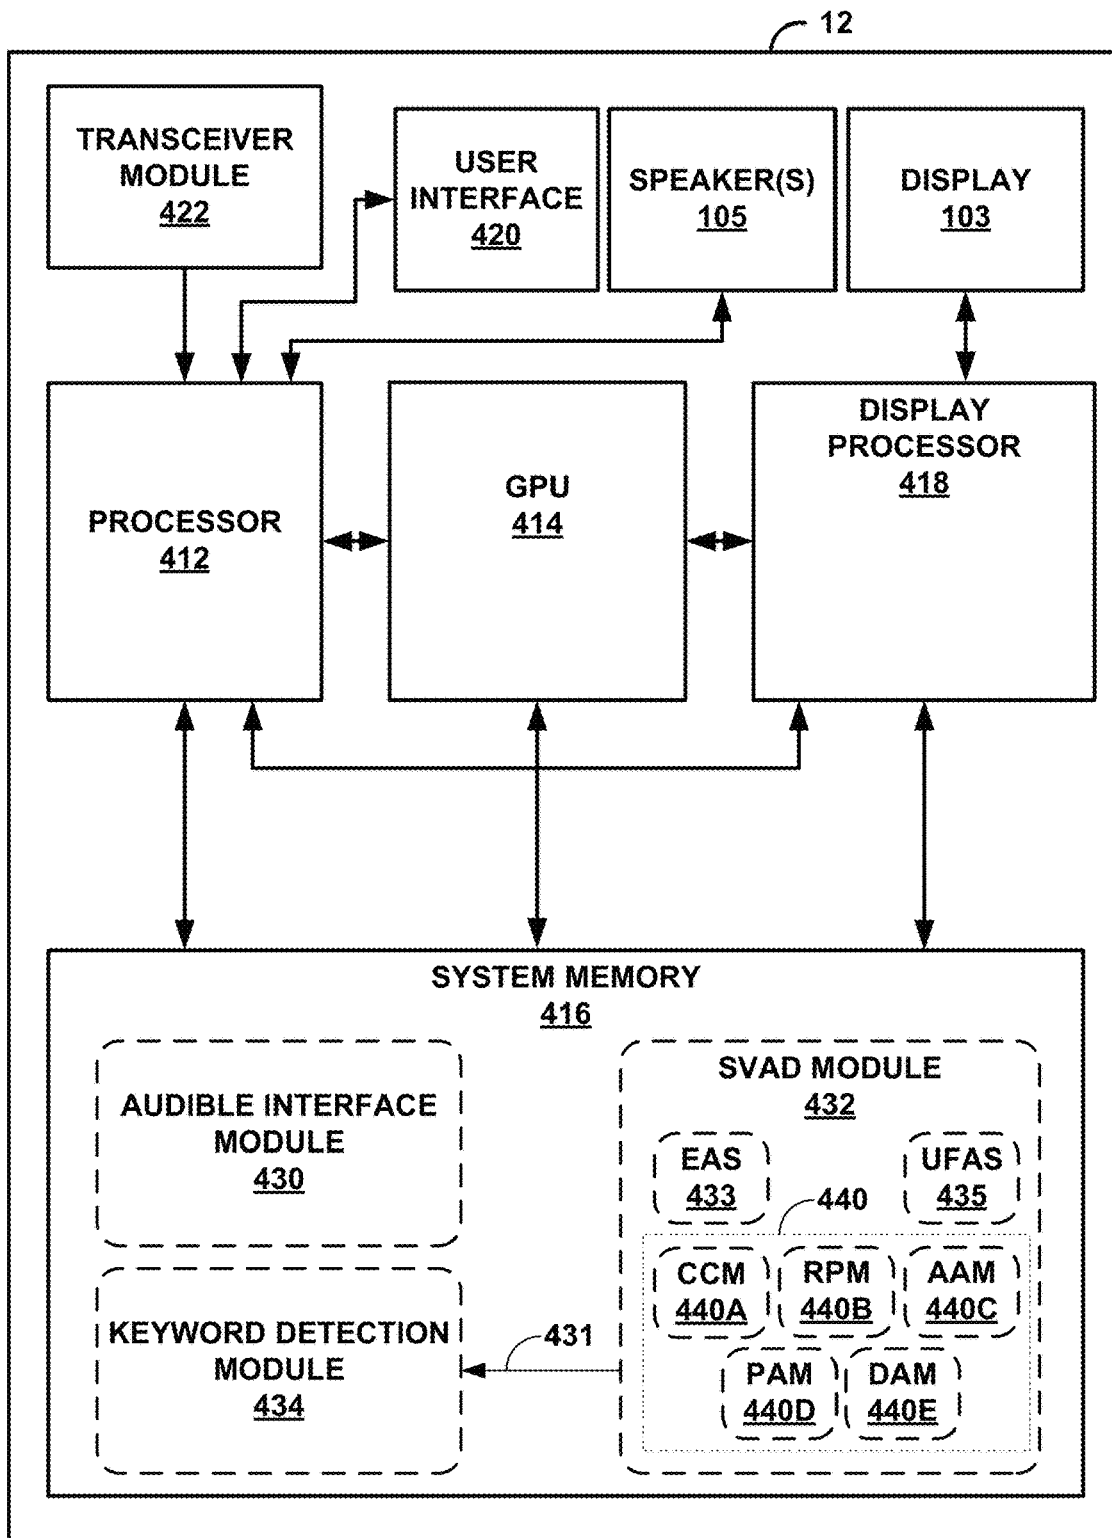 12
TRANSCEIVER
MODULE
422
USER
INTERFACE
420
SPEAKER(S)
105
DISPLAY
103
PROCESSOR
412
GPU
414
DISPLAY
PROCESSOR
418
SYSTEM MEMORY
416
AUDIBLE INTERFACE
MODULE
430
KEYWORD DETECTION
MODULE
434
431
SVAD MODULE
432
EAS
433
UFAS
435
440
CCM
440A
RPM
440B
AAM
440C
PAM
440D
DAM
440E